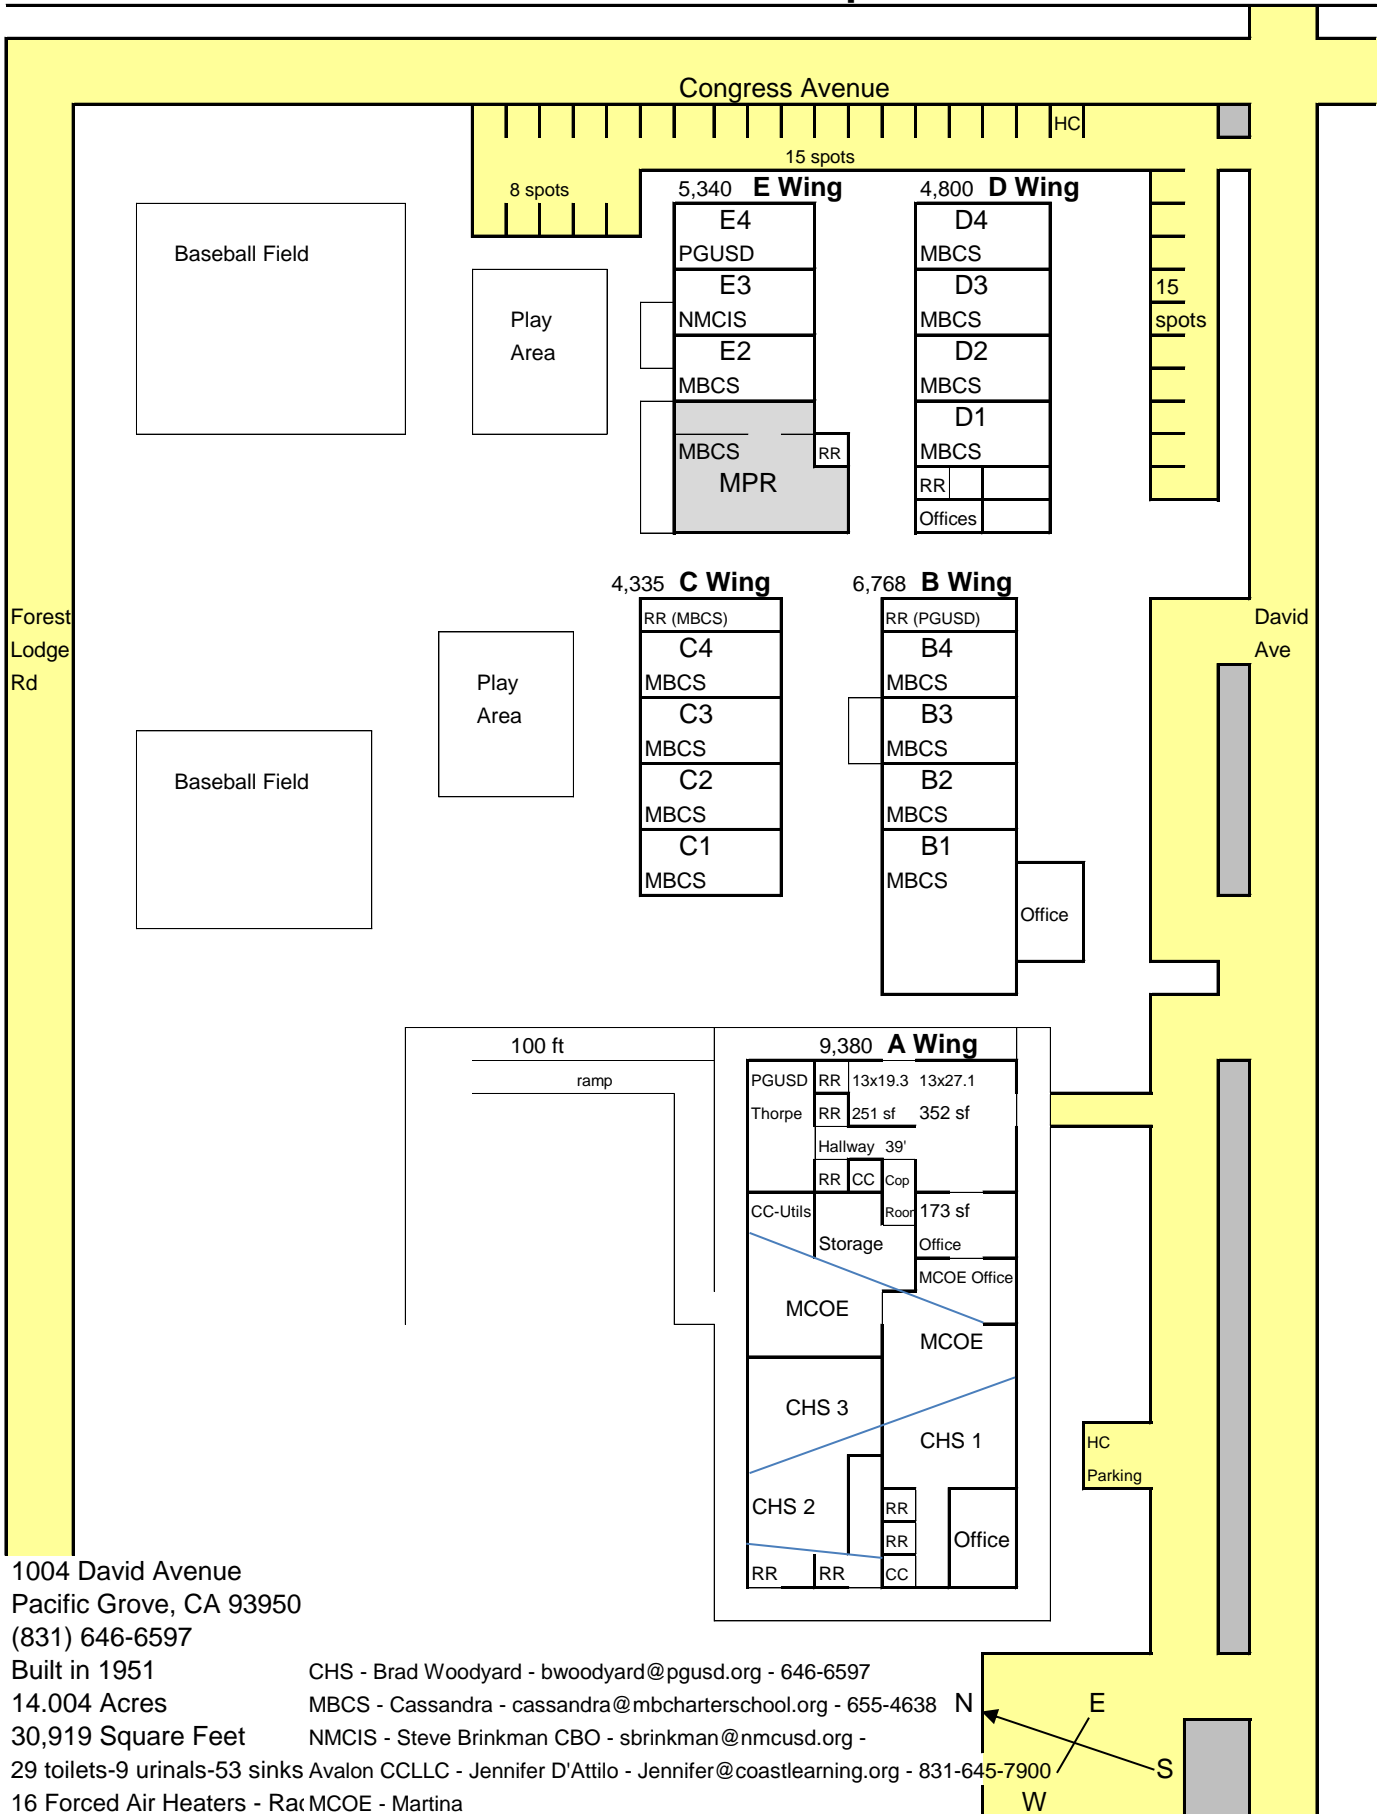 Congress Avenue
HC
15 spots
8 spots
5,340 E Wing
4,800 D Wing
E4
PGUSD
E3
NMCIS
E2
MBCS
MBCS
RR
MPR
D4
MBCS
D3
MBCS
D2
MBCS
D1
MBCS
RR
Offices
15
spots
Baseball Field
Play
Area
4,335 C Wing
6,768 B Wing
RR (MBCS)
C4
MBCS
C3
MBCS
C2
MBCS
C1
MBCS
RR (PGUSD)
B4
MBCS
B3
MBCS
B2
MBCS
B1
MBCS
Office
Forest
Lodge
Rd
David
Ave
Play
Area
Baseball Field
100 ft
ramp
9,380 A Wing
PGUSD RR 13x19.3 13x27.1
Thorpe RR 251 sf 352 sf
Hallway 39'
RR CC Cop
CC-Utils Roor 173 sf
Storage Office
MCOE Office
MCOE
MCOE
CHS 3
CHS 1
HC
Parking
CHS 2
RR
RR
Office
RR RR CC
1004 David Avenue
Pacific Grove, CA 93950
(831) 646-6597
Built in 1951
CHS - Brad Woodyard - bwoodyard@pgusd.org - 646-6597
14.004 Acres
MBCS - Cassandra - cassandra@mbcharterschool.org - 655-4638
30,919 Square Feet
NMCIS - Steve Brinkman CBO - sbrinkman@nmcusd.org -
29 toilets-9 urinals-53 sinks
Avalon CCLLC - Jennifer D'Attilo - Jennifer@coastlearning.org - 831-645-7900
16 Forced Air Heaters - Rac
MCOE - Martina
N
E
S
W